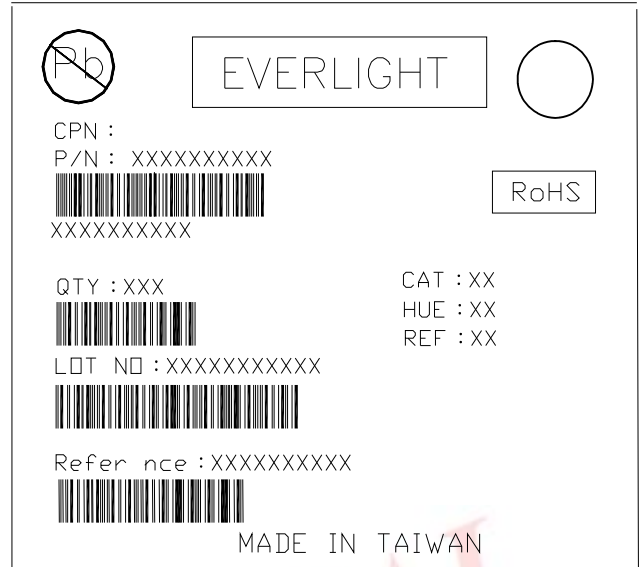 Pb
EVERLIGHT
CPN :
P/N : XXXXXXXXXX
RoHS
XXXXXXXXXX
QTY : XXX
CAT : XX
HUE : XX
REF : XX
LOT NO : XXXXXXXXXXX
Refer nce : XXXXXXXXXX
MADE IN TAIWAN